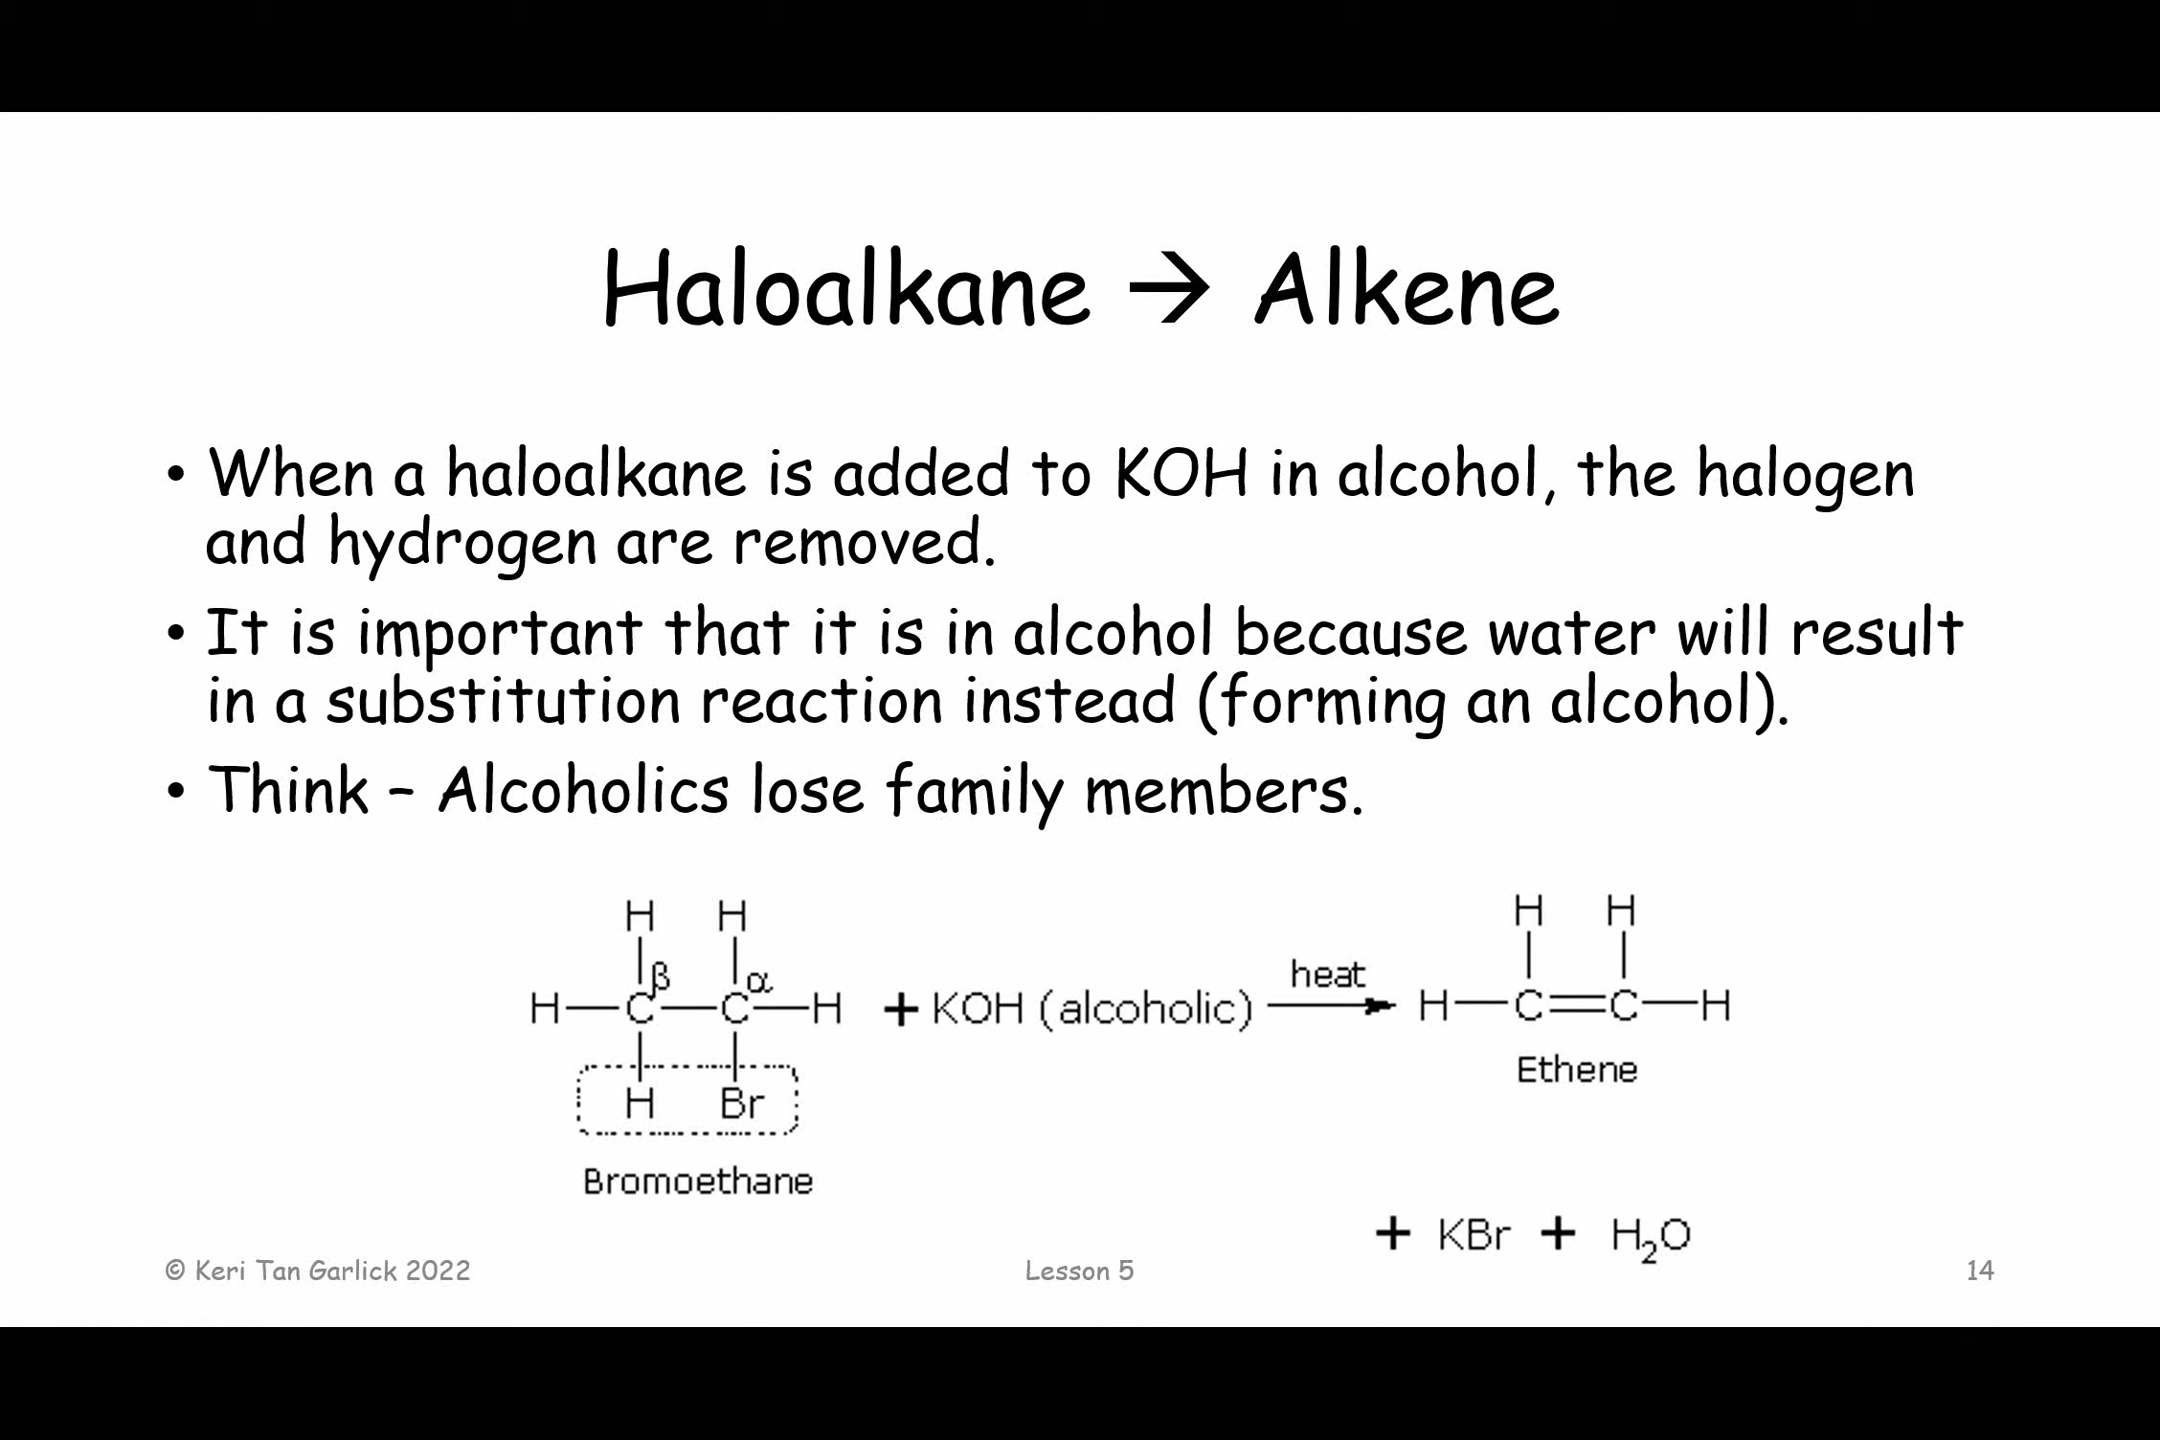 Haloalkane → Alkene
• When a haloalkane is added to KOH in alcohol, the halogen
and hydrogen are removed.
• It is important that it is in alcohol because water will result
in a substitution reaction instead (forming an alcohol).
• Think – Alcoholics lose family members.
H H H H
β α heat
H C C H + KOH (alcoholic) H C C H
Ethene
H Br
Bromoethane
+ KBr + H₂O
© Keri Tan Garlick 2022 Lesson 5 14